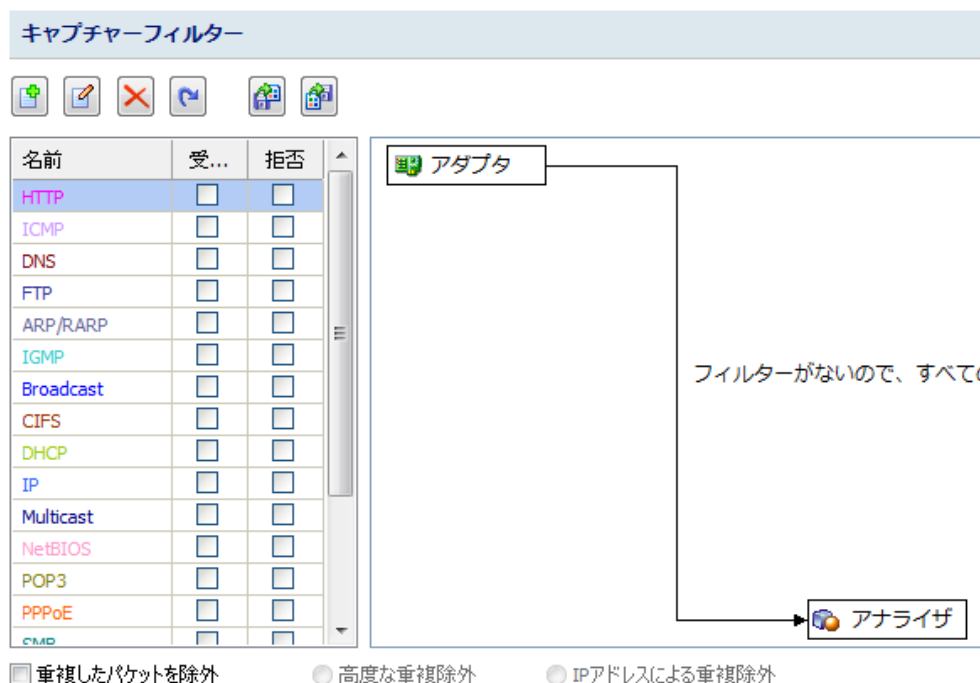 キャプチャーフィルター
名前 受... 拒否
HTTP
ICMP
DNS
FTP
ARP/RARP
IGMP
Broadcast
CIFS
DHCP
IP
Multicast
NetBIOS
POP3
PPPoE
アダプタ
フィルターがないので、すべての
アナライザ
重複したパケットを除外 高度な重複除外 IPアドレスによる重複除外